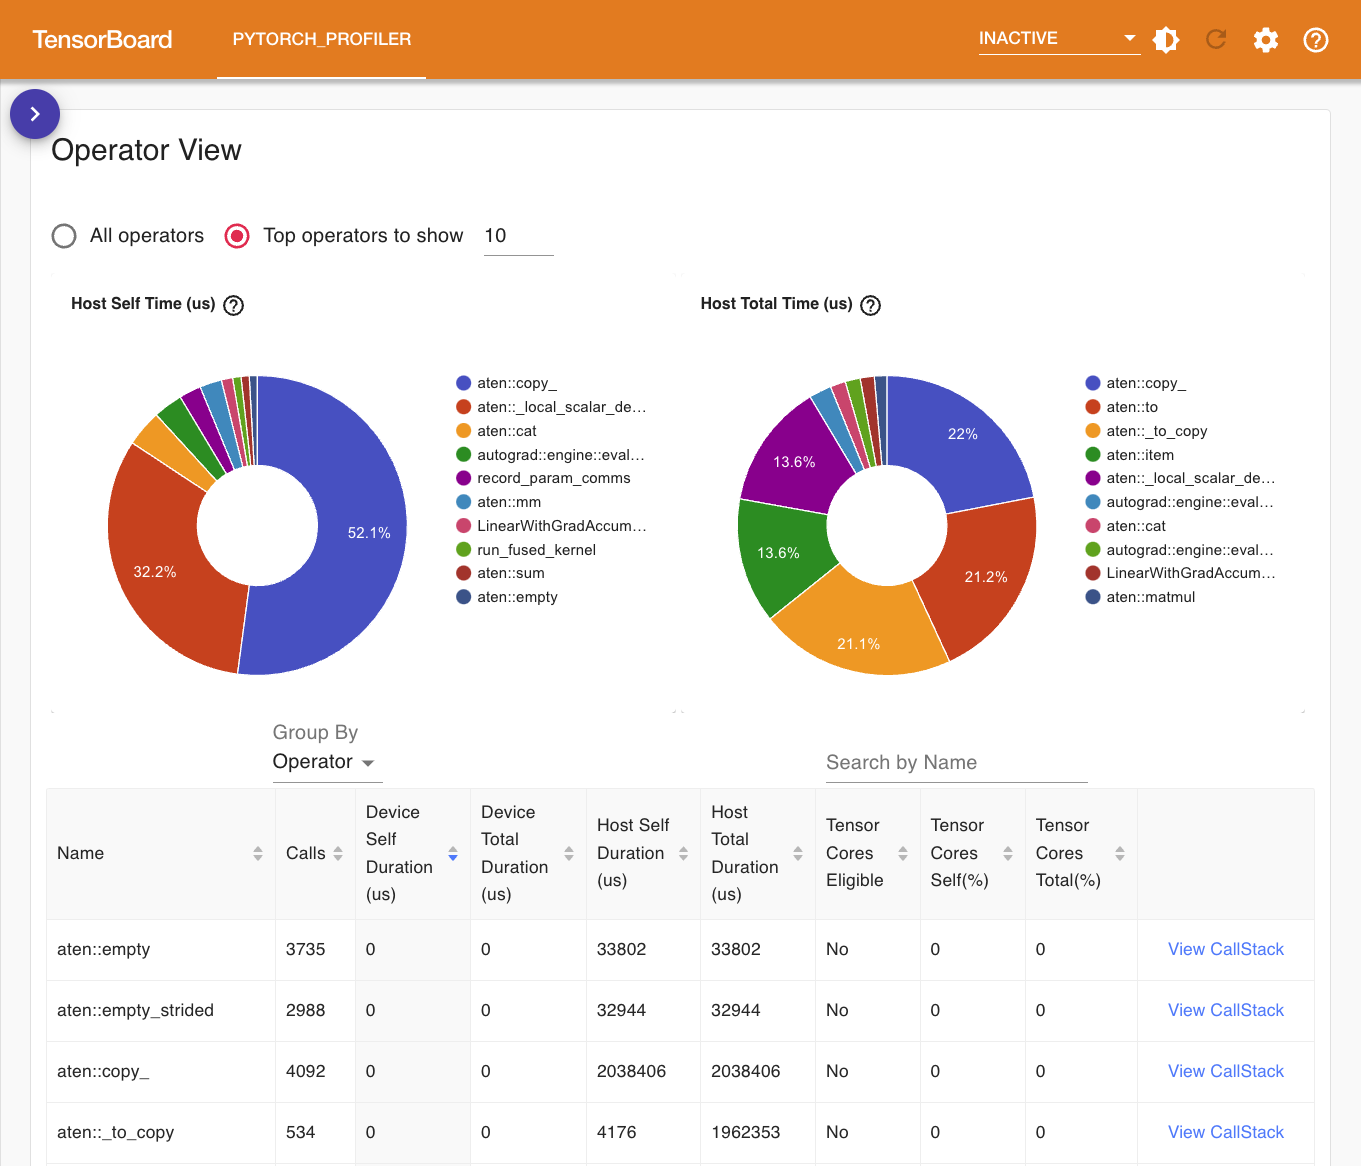 TensorBoard
PYTORCH_PROFILER
INACTIVE
Operator View
All operators
Top operators to show
10
Host Self Time (us)
52.1%
32.2%
aten::copy_
aten::_local_scalar_de...
aten::cat
autograd::engine::eval...
record_param_comms
aten::mm
LinearWithGradAccum...
run_fused_kernel
aten::sum
aten::empty
Host Total Time (us)
22%
21.2%
21.1%
13.6%
13.6%
aten::copy_
aten::to
aten::_to_copy
aten::item
aten::_local_scalar_de...
autograd::engine::eval...
aten::cat
autograd::engine::eval...
LinearWithGradAccum...
aten::matmul
Group By
Operator
Search by Name
Name
Calls
Device
Self
Duration
(us)
Device
Total
Duration
(us)
Host Self
Duration
(us)
Host
Total
Duration
(us)
Tensor
Cores
Eligible
Tensor
Cores
Self(%)
Tensor
Cores
Total(%)
aten::empty 3735 0 0 33802 33802 No 0 0 View CallStack
aten::empty_strided 2988 0 0 32944 32944 No 0 0 View CallStack
aten::copy_ 4092 0 0 2038406 2038406 No 0 0 View CallStack
aten::_to_copy 534 0 0 4176 1962353 No 0 0 View CallStack